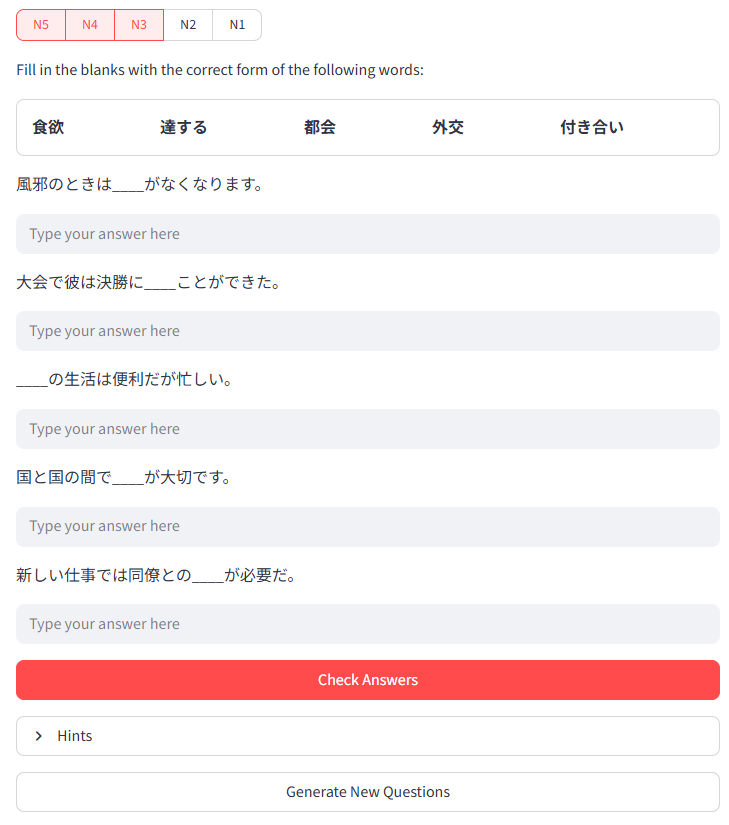 N5 N4 N3 N2 N1
Fill in the blanks with the correct form of the following words:
食欲 達する 都会 外交 付き合い
風邪のときは____がなくなります。
Type your answer here
大会で彼は決勝に____ことができた。
Type your answer here
____の生活は便利だが忙しい。
Type your answer here
国と国の間で____が大切です。
Type your answer here
新しい仕事では同僚との____が必要だ。
Type your answer here
Check Answers
Hints
Generate New Questions